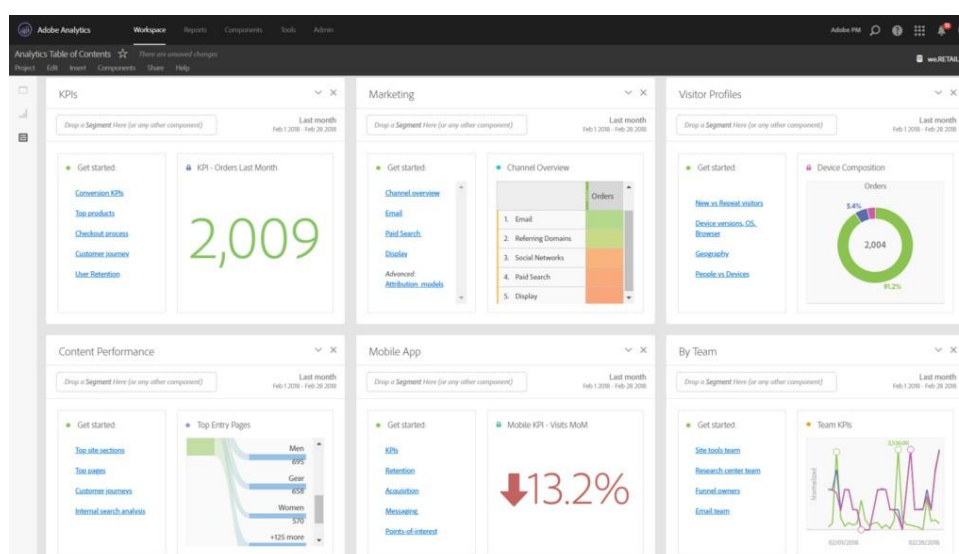 Adobe Analytics Workspace Reports Components Tools Admin Adobe PM
Analytics Table of Contents There are unsaved changes we.RETAIL
Project Edit Insert Components Share Help
KPIs
Drop a Segment Here (or any other component)
Last month
Feb 1 2018 - Feb 28 2018
Get started:
Conversion KPIs
Top products
Checkout process
Customer journey
User Retention
KPI - Orders Last Month
2,009
Marketing
Drop a Segment Here (or any other component)
Last month
Feb 1 2018 - Feb 28 2018
Get started:
Channel overview
Email
Paid Search
Display
Advanced:
Attribution models
Channel Overview
Orders
1. Email
2. Referring Domains
3. Social Networks
4. Paid Search
5. Display
Visitor Profiles
Drop a Segment Here (or any other component)
Last month
Feb 1 2018 - Feb 28 2018
Get started:
New vs Repeat visitors
Device versions, OS,
Browser
Geography
People vs Devices
Device Composition
Orders
5.4%
2,004
91.2%
Content Performance
Drop a Segment Here (or any other component)
Last month
Feb 1 2018 - Feb 28 2018
Get started:
Top site sections
Top pages
Customer journeys
Internal search analysis
Top Entry Pages
Men
695
Gear
658
Women
570
+125 more
Mobile App
Drop a Segment Here (or any other component)
Last month
Feb 1 2018 - Feb 28 2018
Get started:
KPIs
Retention
Acquisition
Messaging
Points-of-interest
Mobile KPI - Visits MoM
13.2%
By Team
Drop a Segment Here (or any other component)
Last month
Feb 1 2018 - Feb 28 2018
Get started:
Site tools team
Research center team
Funnel owners
Email team
Team KPIs
Normalized